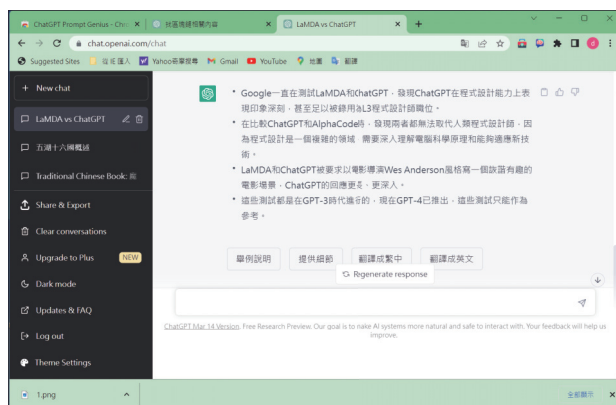 ChatGPT Prompt Genius - Chr
LaMDA vs ChatGPT
chat.openai.com/chat
Suggested Sites
Yahoo奇摩搜尋
Gmail
YouTube
地圖
翻譯
New chat
LaMDA vs ChatGPT
五湖十六國概述
Traditional Chinese Book:
Share & Export
Clear conversations
Upgrade to Plus
NEW
Dark mode
Updates & FAQ
Log out
Theme Settings
• Google一直在測試LaMDA和ChatGPT，發現ChatGPT在程式設計能力上表
現印象深刻，甚至足以被錄用為L3程式設計師職位。
• 在比較ChatGPT和AlphaCode時，發現兩者都無法取代人類程式設計師，因
為程式設計是一個複雜的領域，需要深入理解電腦科學原理和能夠適應新技
術。
• LaMDA和ChatGPT被要求以電影導演Wes Anderson風格寫一個詼諧有趣的
電影場景，ChatGPT的回應更長、更深入。
• 這些測試都是在GPT-3時代進行的，現在GPT-4已推出，這些測試只能作為
參考。
舉例說明
提供細節
翻譯成繁中
翻譯成英文
Regenerate response
ChatGPT Mar 14 Version. Free Research Preview. Our goal is to make AI systems more natural and safe to interact with. Your feedback will help us
improve.
1.png
全部顯示